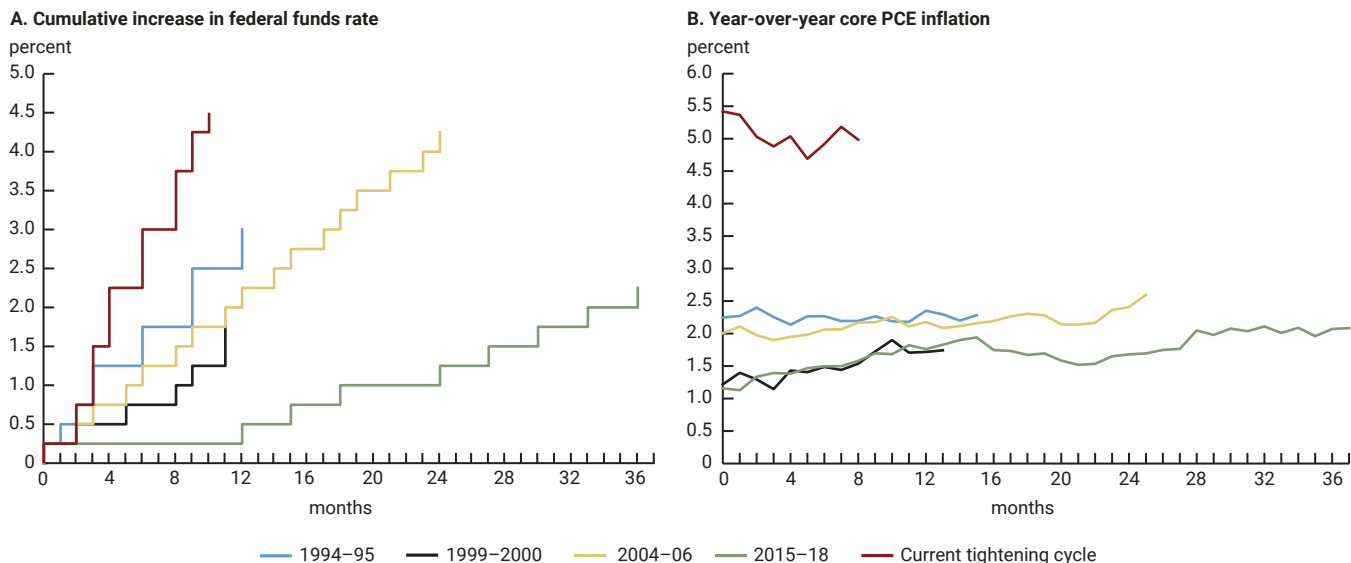 A. Cumulative increase in federal funds rate
percent
5.0
4.5
4.0
3.5
3.0
2.5
2.0
1.5
1.0
0.5
0
0 4 8 12 16 20 24 28 32 36
months
B. Year-over-year core PCE inflation
percent
6.0
5.5
5.0
4.5
4.0
3.5
3.0
2.5
2.0
1.5
1.0
0.5
0
0 4 8 12 16 20 24 28 32 36
months
1994–95 1999–2000 2004–06 2015–18 Current tightening cycle